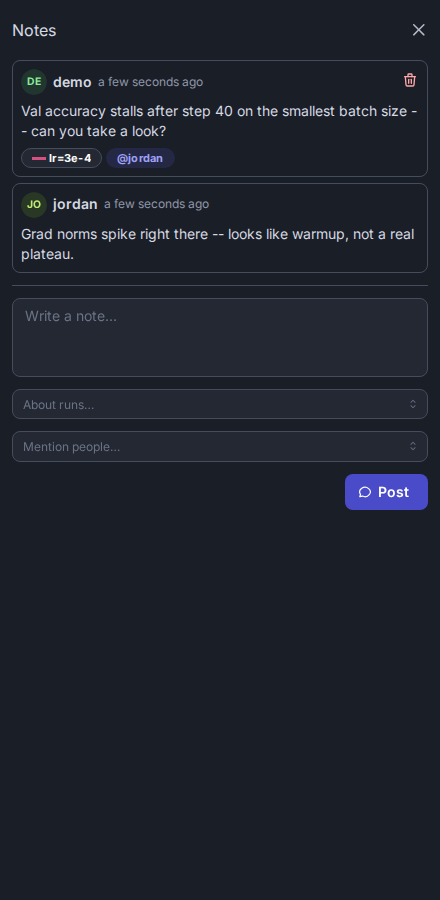 Notes
DE demo a few seconds ago
Val accuracy stalls after step 40 on the smallest batch size -
- can you take a look?
lr=3e-4 @jordan
JO jordan a few seconds ago
Grad norms spike right there -- looks like warmup, not a real
plateau.
Write a note...
About runs...
Mention people...
Post